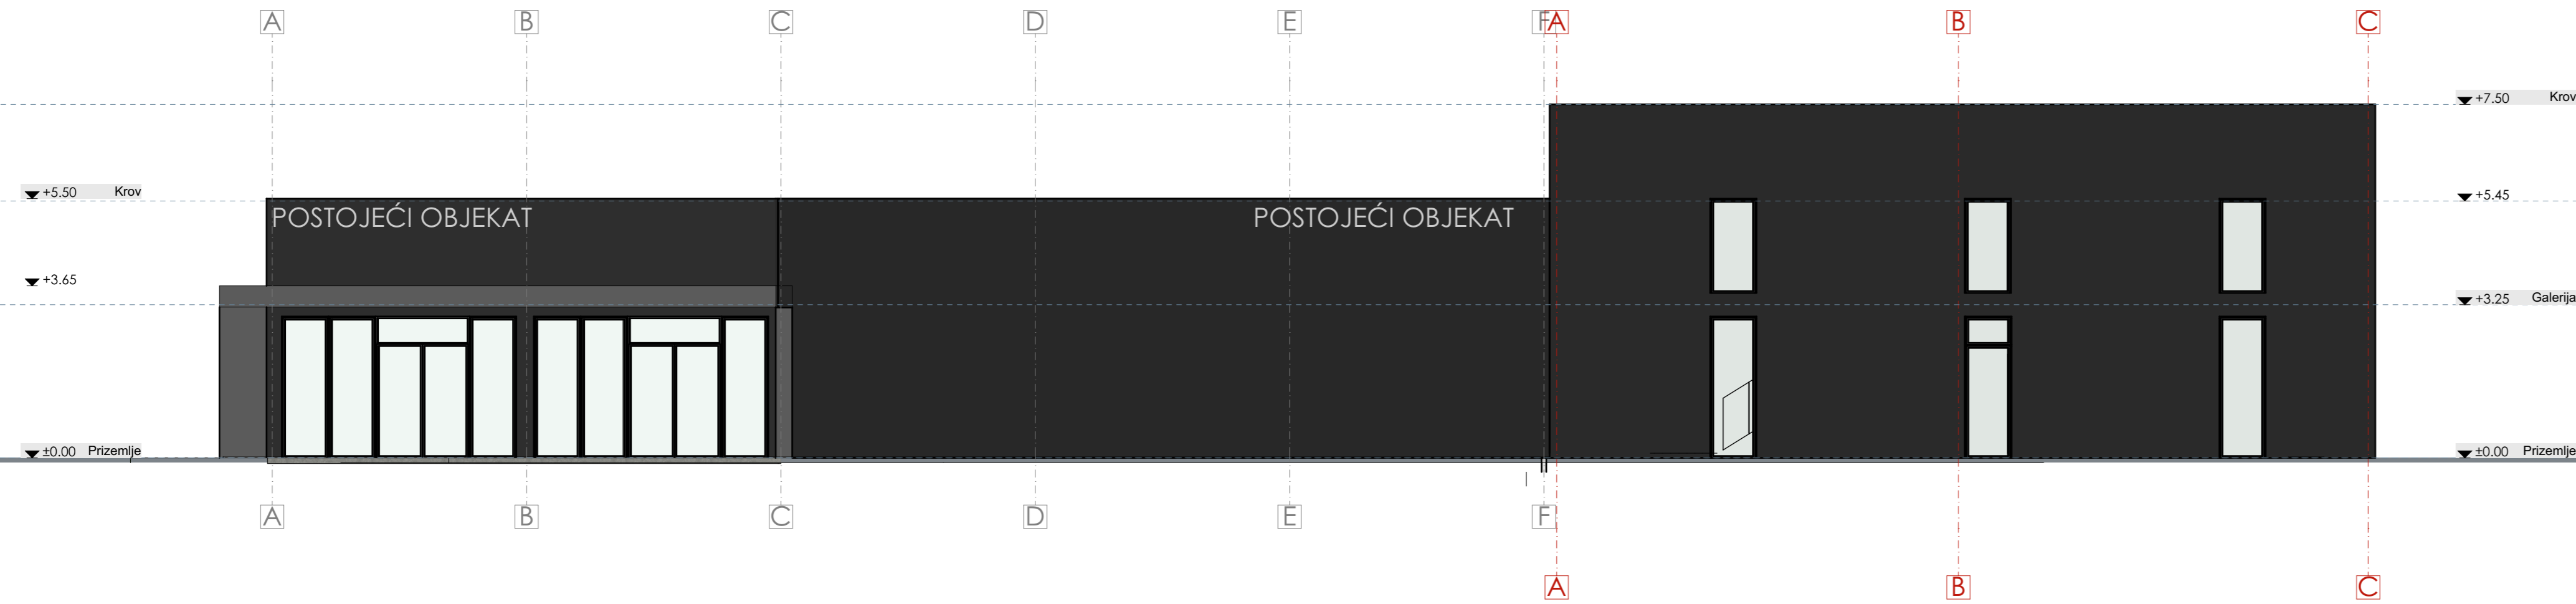 A B C D E F A B C
+7.50 Krov
+5.50 Krov
+5.45
POSTOJEĆI OBJEKAT POSTOJEĆI OBJEKAT
+3.65
+3.25 Galerija
±0.00 Prizemlje
±0.00 Prizemlje
A B C D E F
A B C